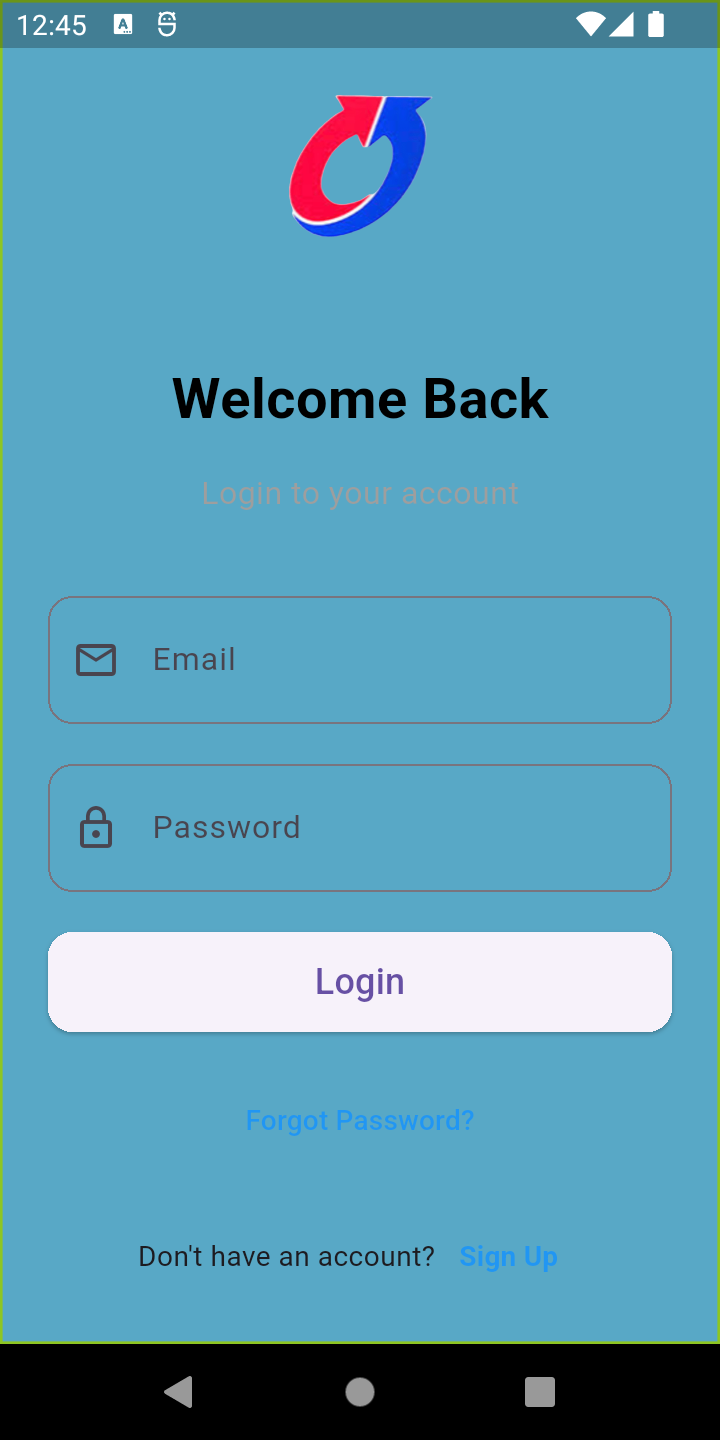 12:45
Welcome Back
Login to your account
Email
Password
Login
Forgot Password?
Don't have an account? Sign Up